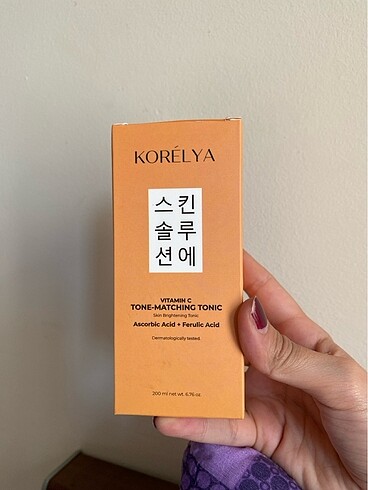 KORÉLYA
스킨
솔루
션에
VITAMIN C
TONE-MATCHING TONIC
Skin Brightening Tonic
Ascorbic Acid + Ferulic Acid
Dermatologically tested.
200 ml net wt. 6.76 oz